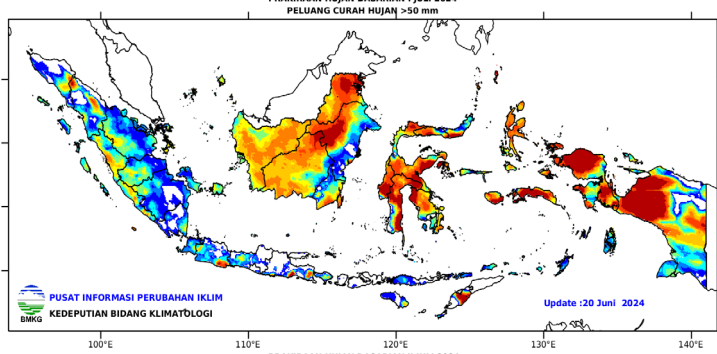 PELUANG CURAH HUJAN >50 mm
PUSAT INFORMASI PERUBAHAN IKLIM
KEDEPUTIAN BIDANG KLIMATOLOGI
BMKG
Update :20 Juni 2024
100°E 110°E 120°E 130°E 140°E